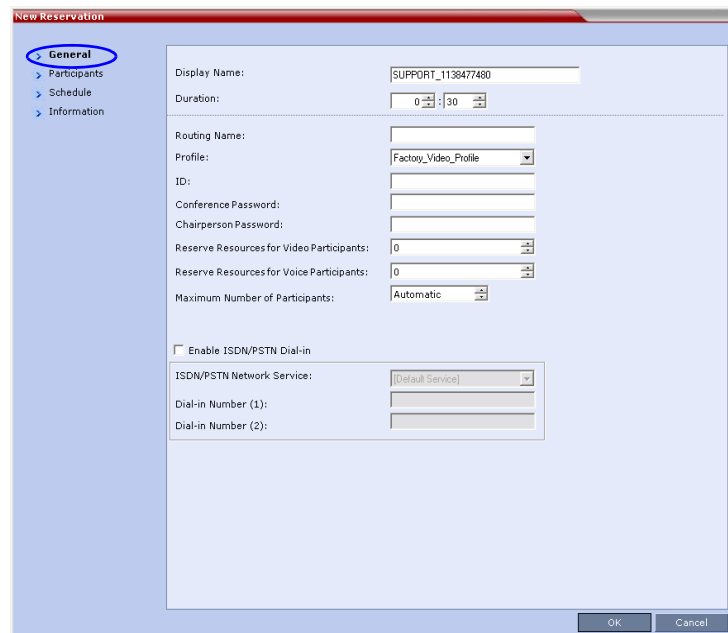 New Reservation
General
Participants
Schedule
Information
Display Name: SUPPORT_1138477480
Duration: 0 : 30
Routing Name:
Profile: Factory_Video_Profile
ID:
Conference Password:
Chairperson Password:
Reserve Resources for Video Participants: 0
Reserve Resources for Voice Participants: 0
Maximum Number of Participants: Automatic
Enable ISDN/PSTN Dial-in
ISDN/PSTN Network Service: [Default Service]
Dial-in Number (1):
Dial-in Number (2):
OK Cancel